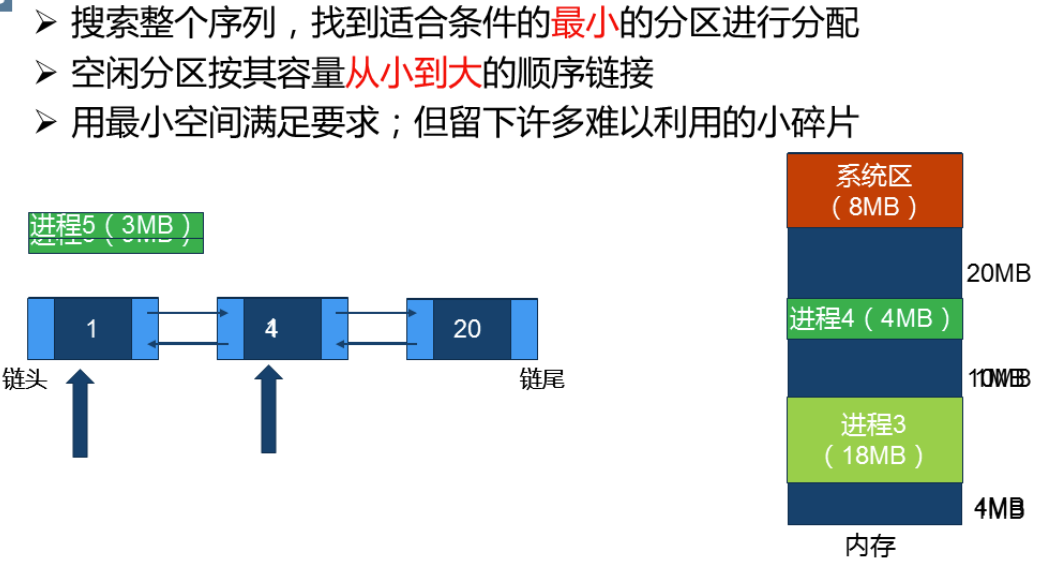 ➢ 搜索整个序列，找到适合条件的最小的分区进行分配
➢ 空闲分区按其容量从小到大的顺序链接
➢ 用最小空间满足要求；但留下许多难以利用的小碎片
系统区
（8MB）
进程5（3MB）
20MB
进程4（4MB）
1
4
20
链头
链尾
进程3
（18MB）
内存